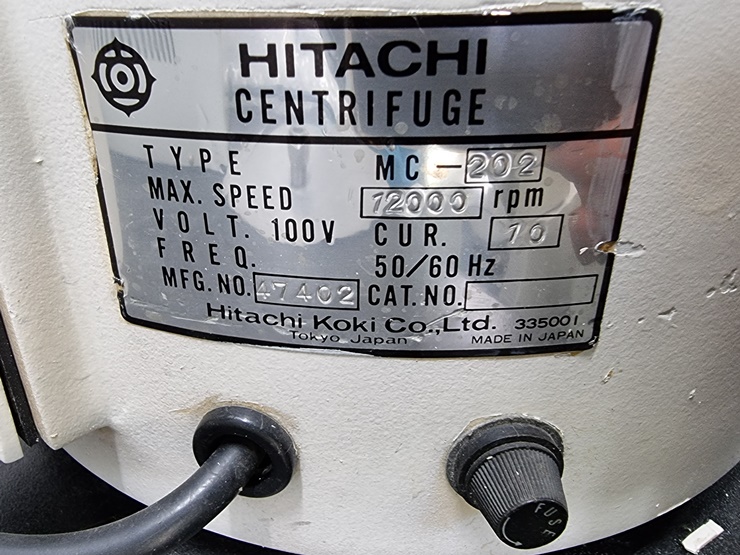 HITACHI
CENTRIFUGE
TYPE MC-202
MAX. SPEED 12000 rpm
VOLT. 100V CUR. 10
FREQ. 50/60 Hz
MFG. NO. 47402 CAT. NO.
Hitachi Koki Co., Ltd. 335001
Tokyo Japan MADE IN JAPAN
FUSE